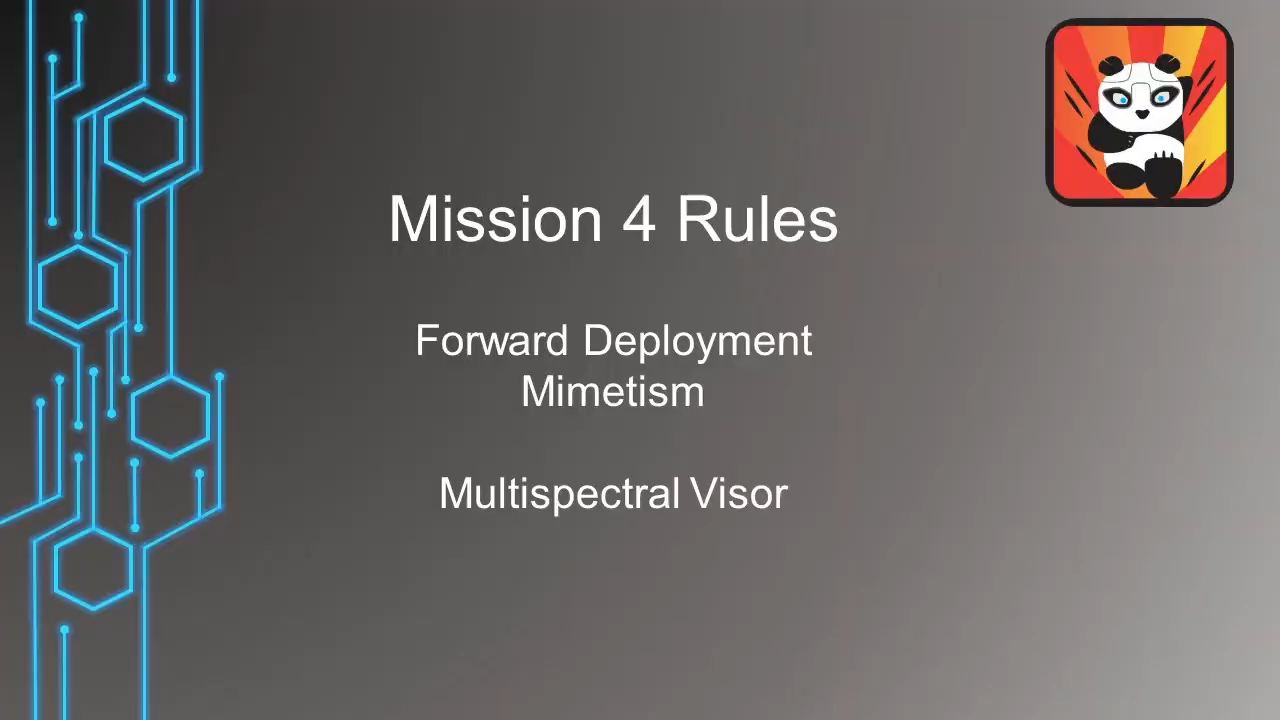 Mission 4 Rules
Forward Deployment
Mimetism
Multispectral Visor